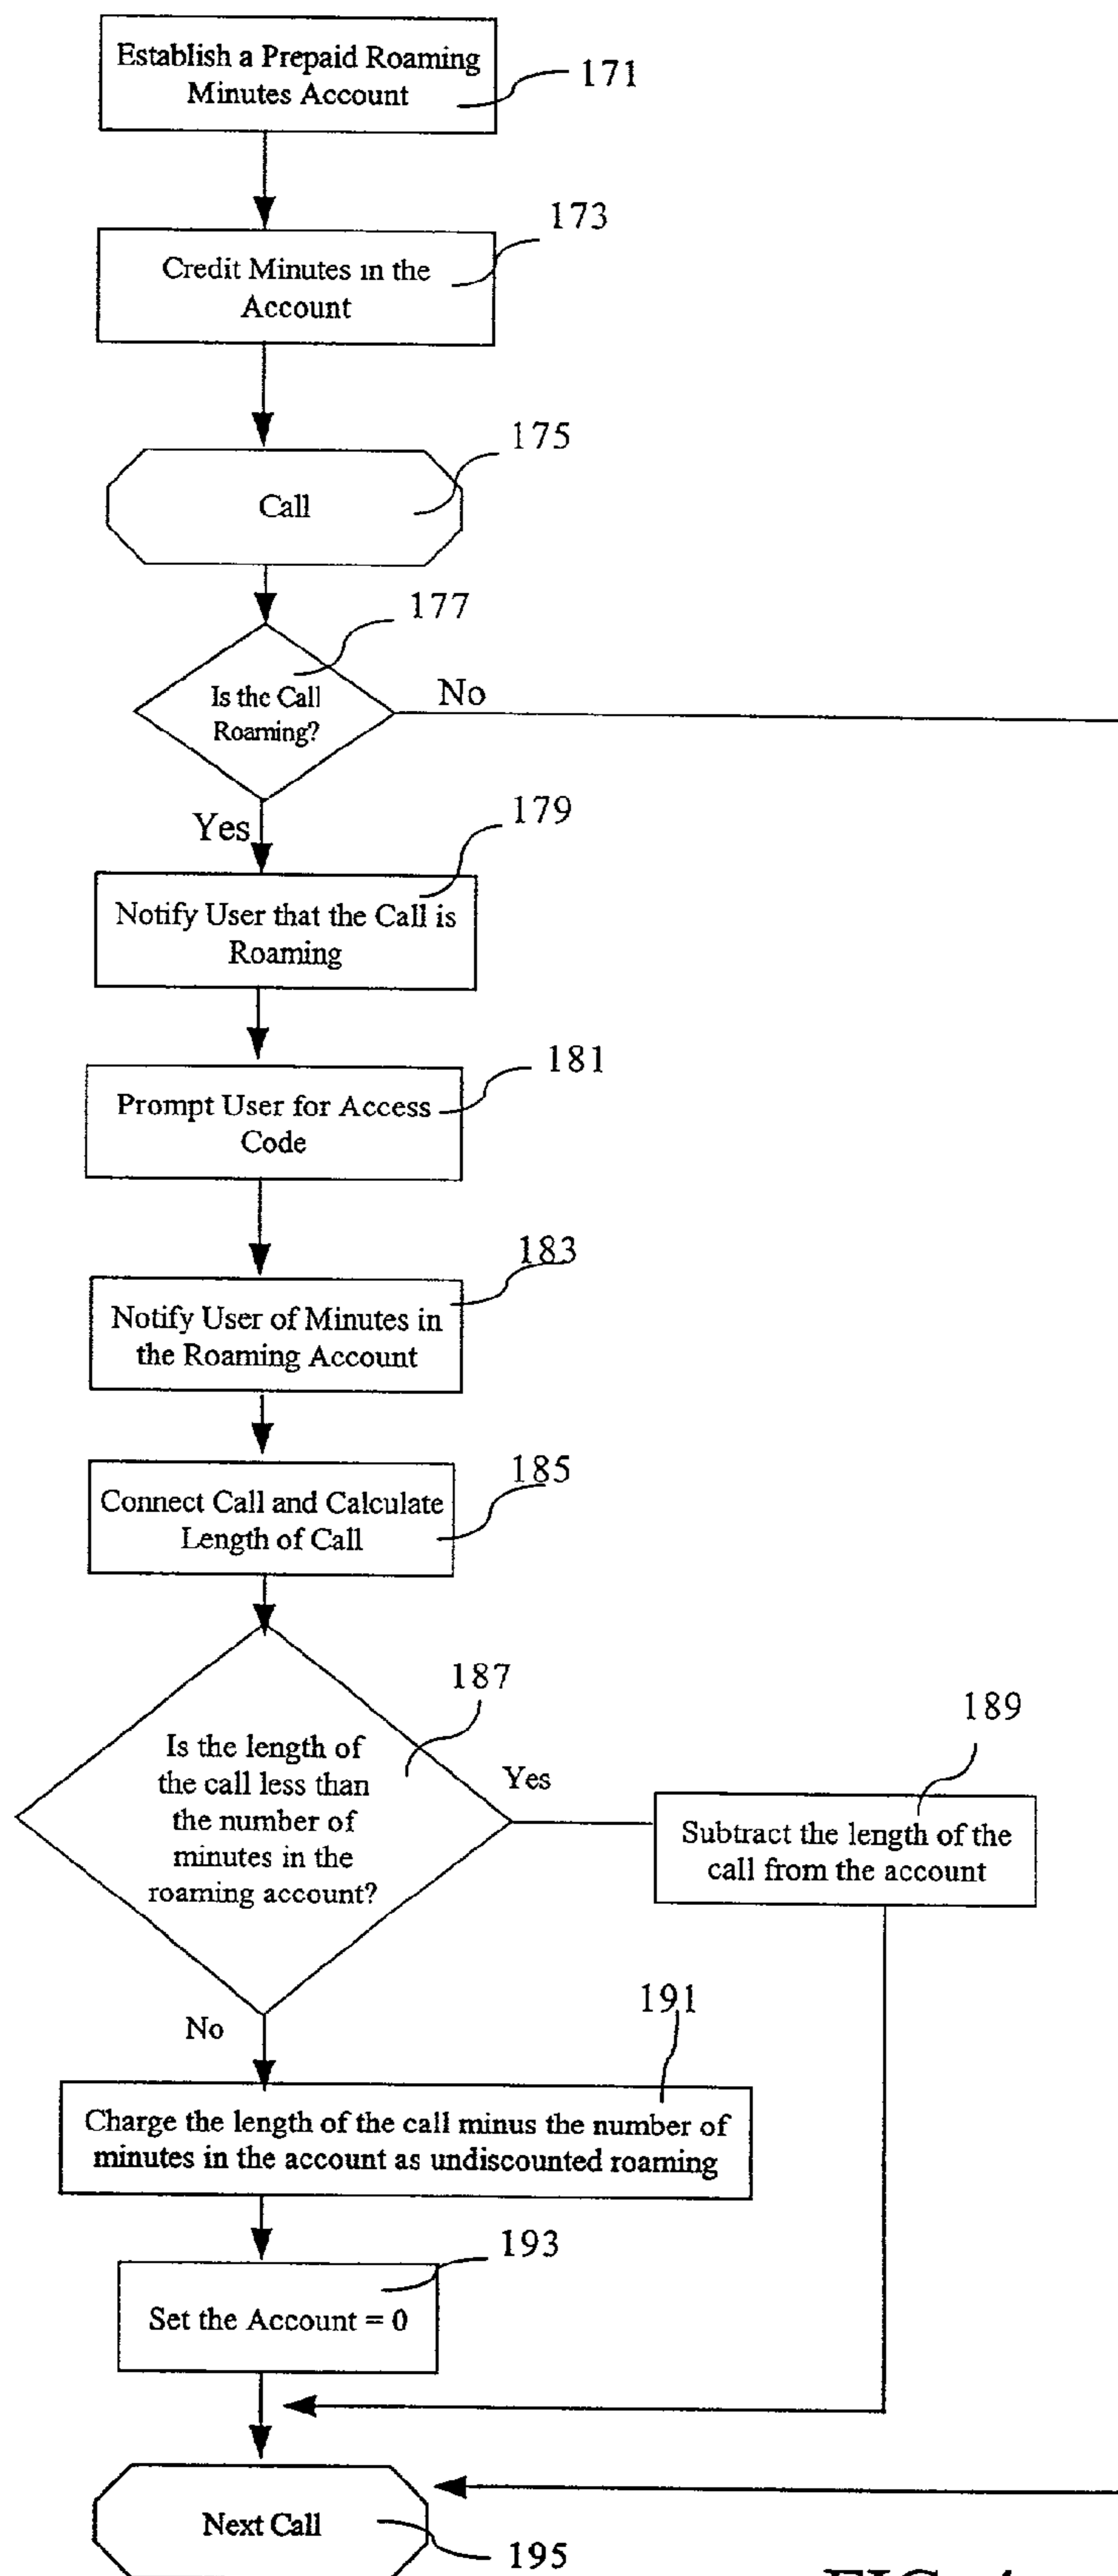 Establish a Prepaid Roaming
Minutes Account
171
173
Credit Minutes in the
Account
175
Call
177
Is the Call
Roaming?
No
Yes
179
Notify User that the Call is
Roaming
181
Prompt User for Access
Code
183
Notify User of Minutes in
the Roaming Account
185
Connect Call and Calculate
Length of Call
187
Is the length of
the call less than
the number of
minutes in the
roaming account?
Yes
189
Subtract the length of the
call from the account
No
191
Charge the length of the call minus the number of
minutes in the account as undiscounted roaming
193
Set the Account = 0
Next Call
195